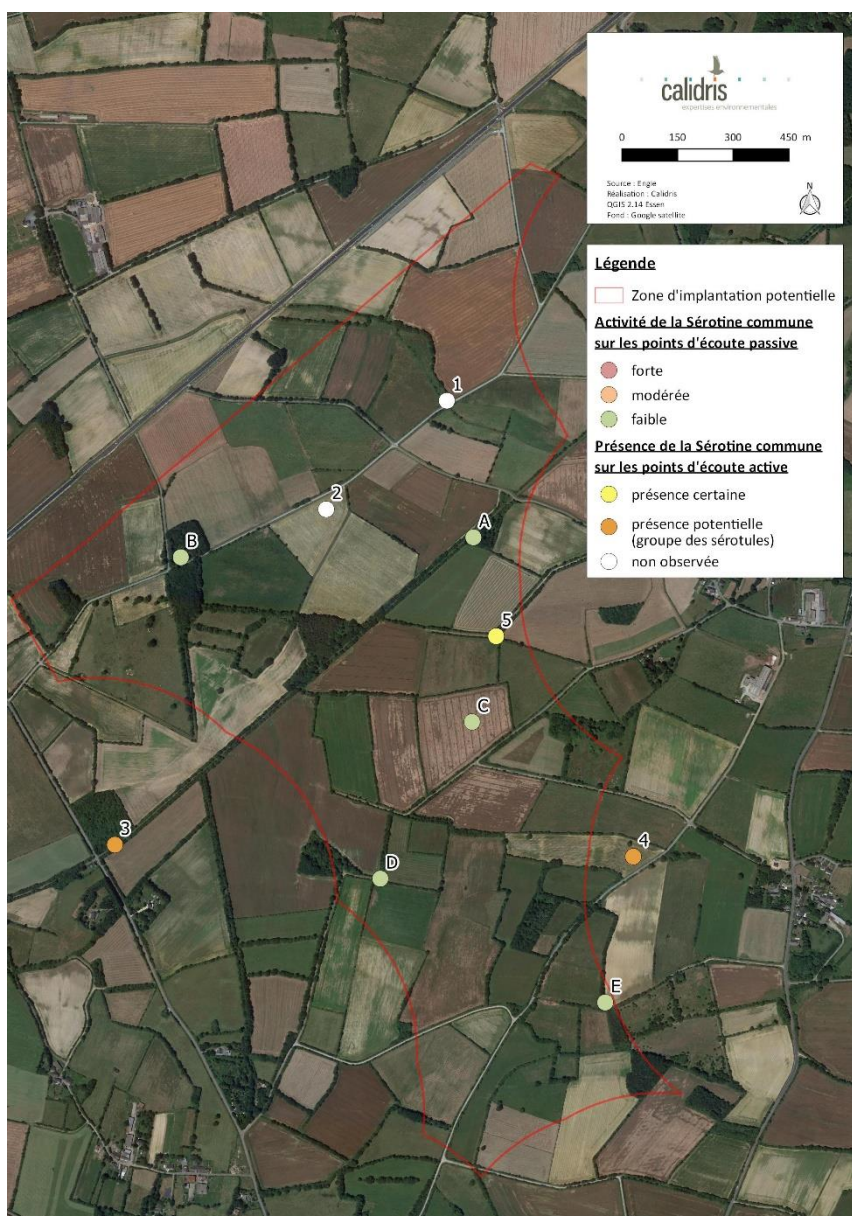 calidris
expertises environnementales
0 150 300 450 m
Source : Engie
Réalisation : Calidris
QGIS 2.14 Essen
Fond : Google satellite
N
Légende
Zone d'implantation potentielle
Activité de la Sérotine commune
sur les points d'écoute passive
forte
modérée
faible
Présence de la Sérotine commune
sur les points d'écoute active
présence certaine
présence potentielle
(groupe des sérotules)
non observée
1
2
A
B
5
C
3
4
D
E